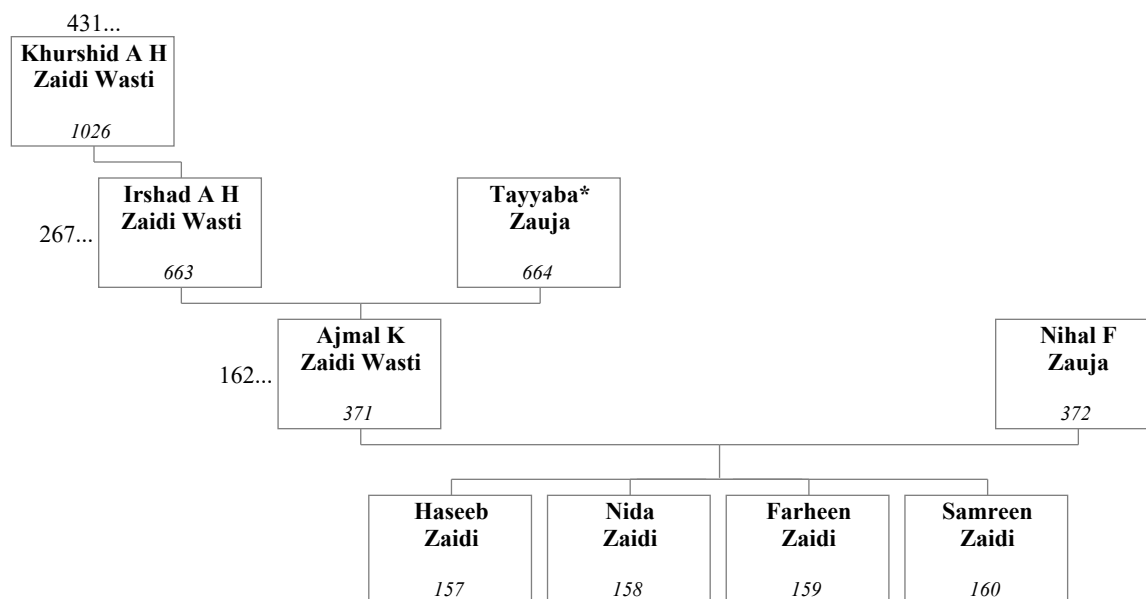 431...
Khurshid A H
Zaidi Wasti
1026
267...
Irshad A H
Zaidi Wasti
663
Tayyaba*
Zauja
664
162...
Ajmal K
Zaidi Wasti
371
Nihal F
Zauja
372
Haseeb
Zaidi
157
Nida
Zaidi
158
Farheen
Zaidi
159
Samreen
Zaidi
160